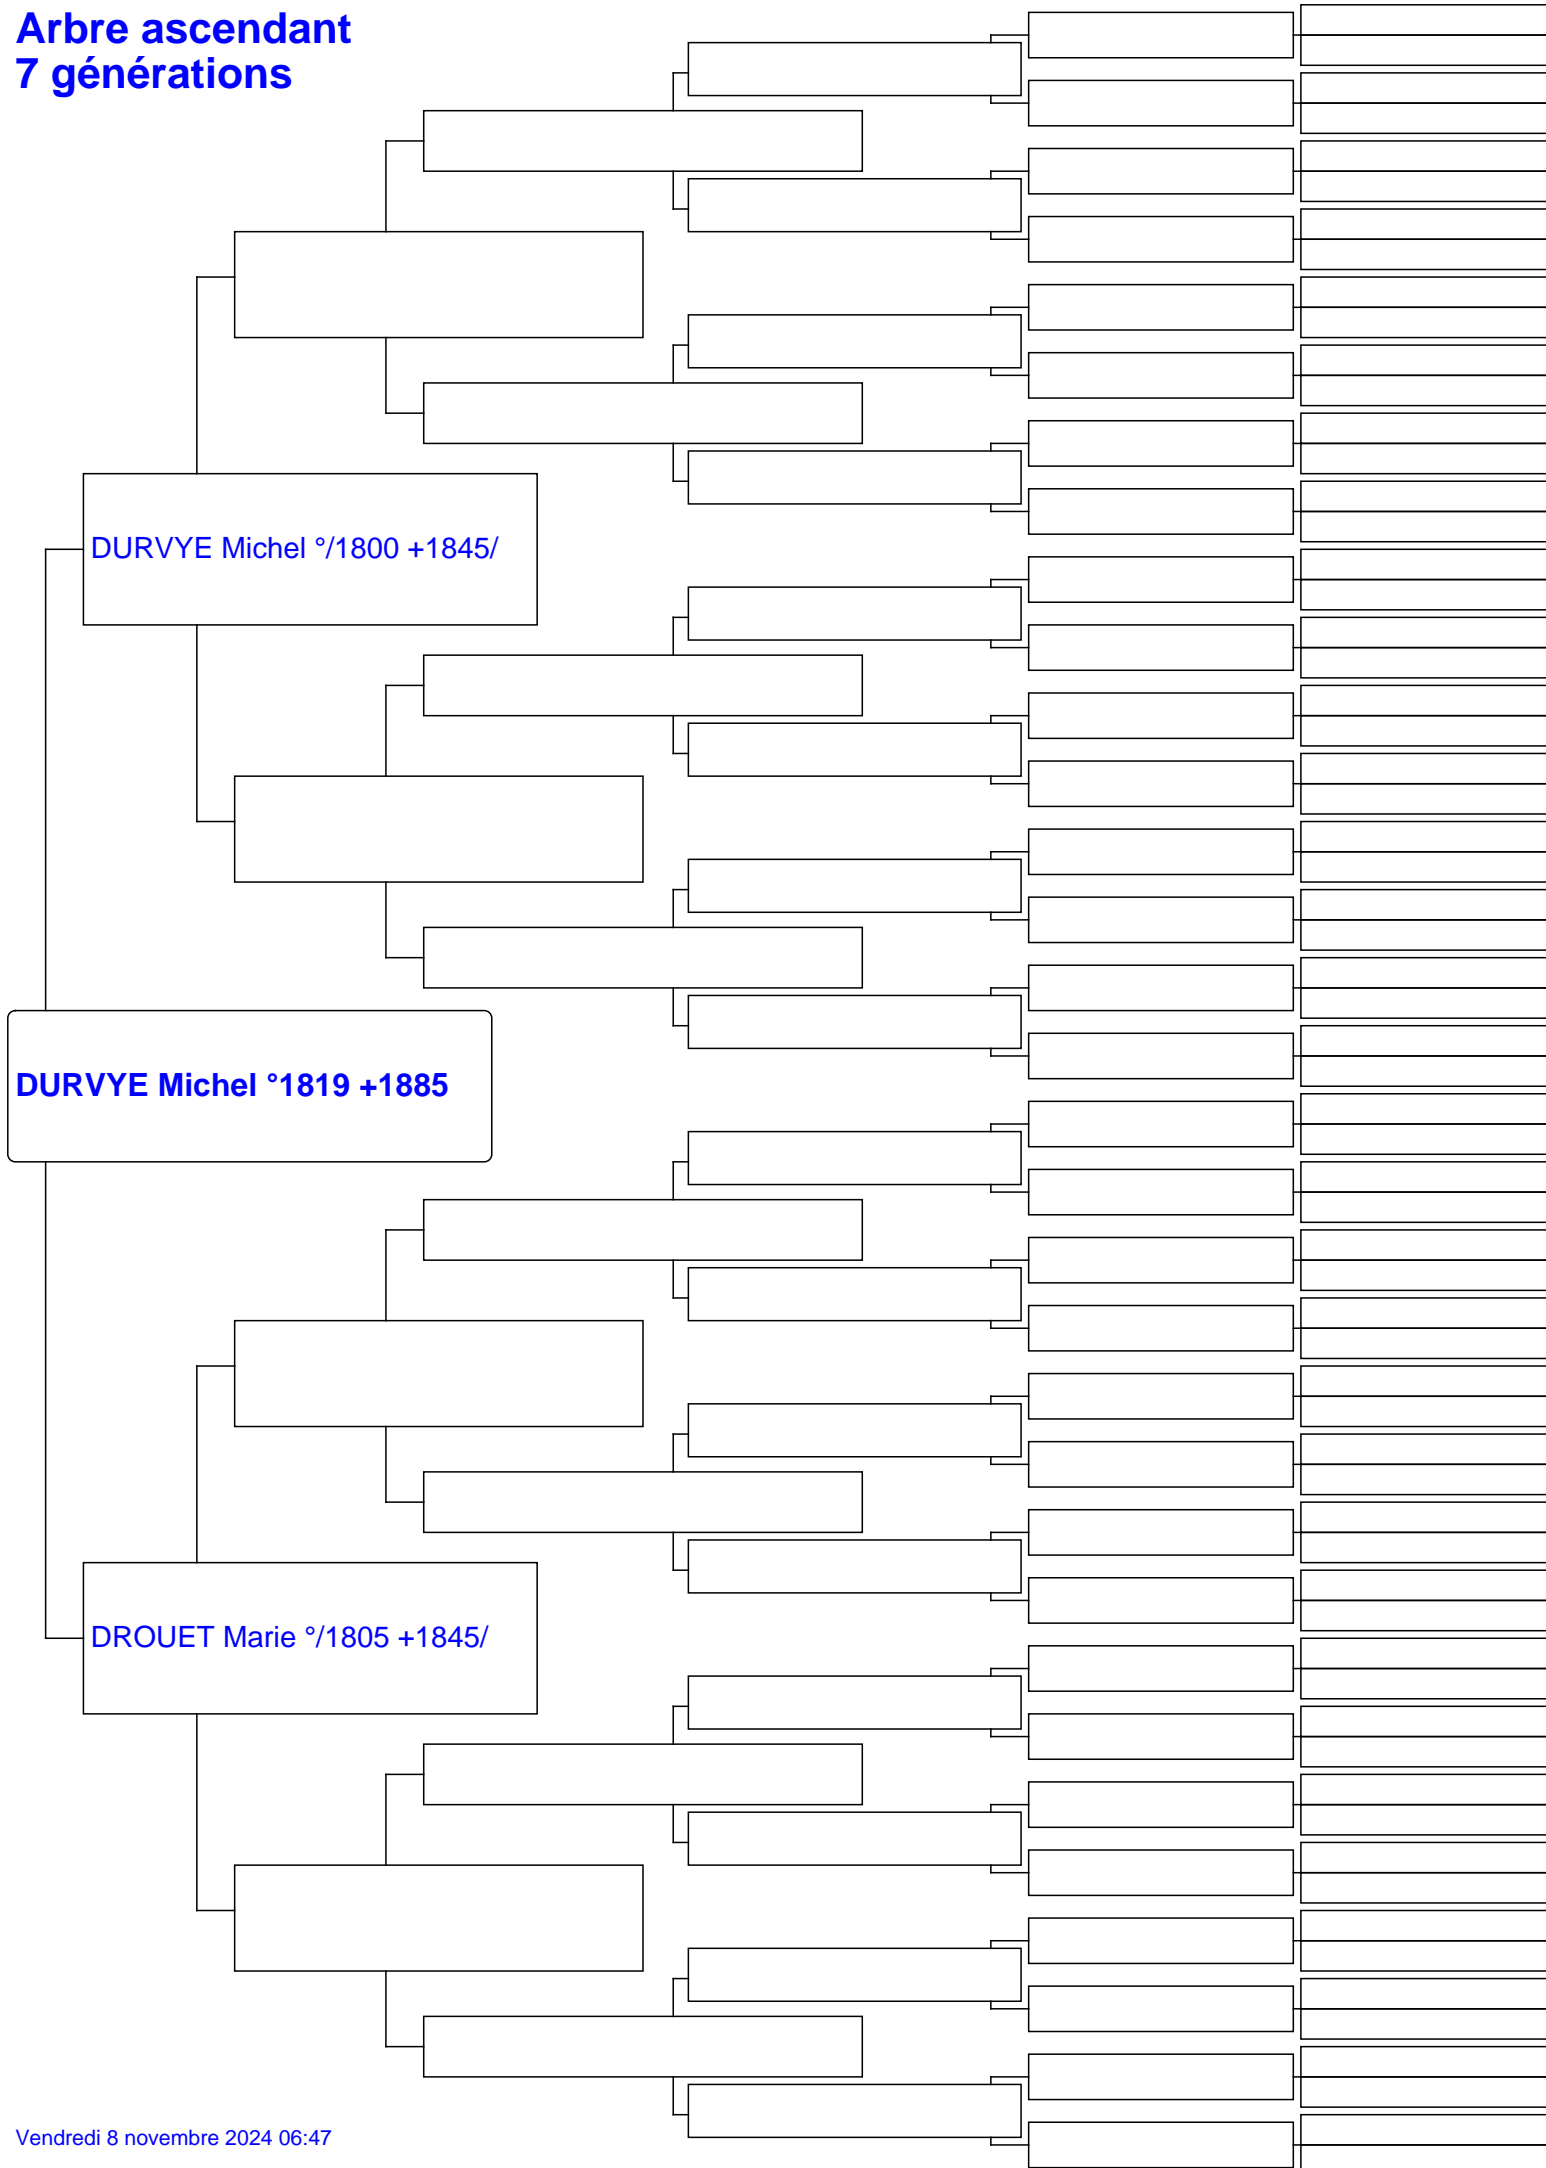 Arbre ascendant
7 générations
DURVYE Michel °/1800 +1845/
DURVYE Michel °1819 +1885
DROUET Marie °/1805 +1845/
Vendredi 8 novembre 2024 06:47